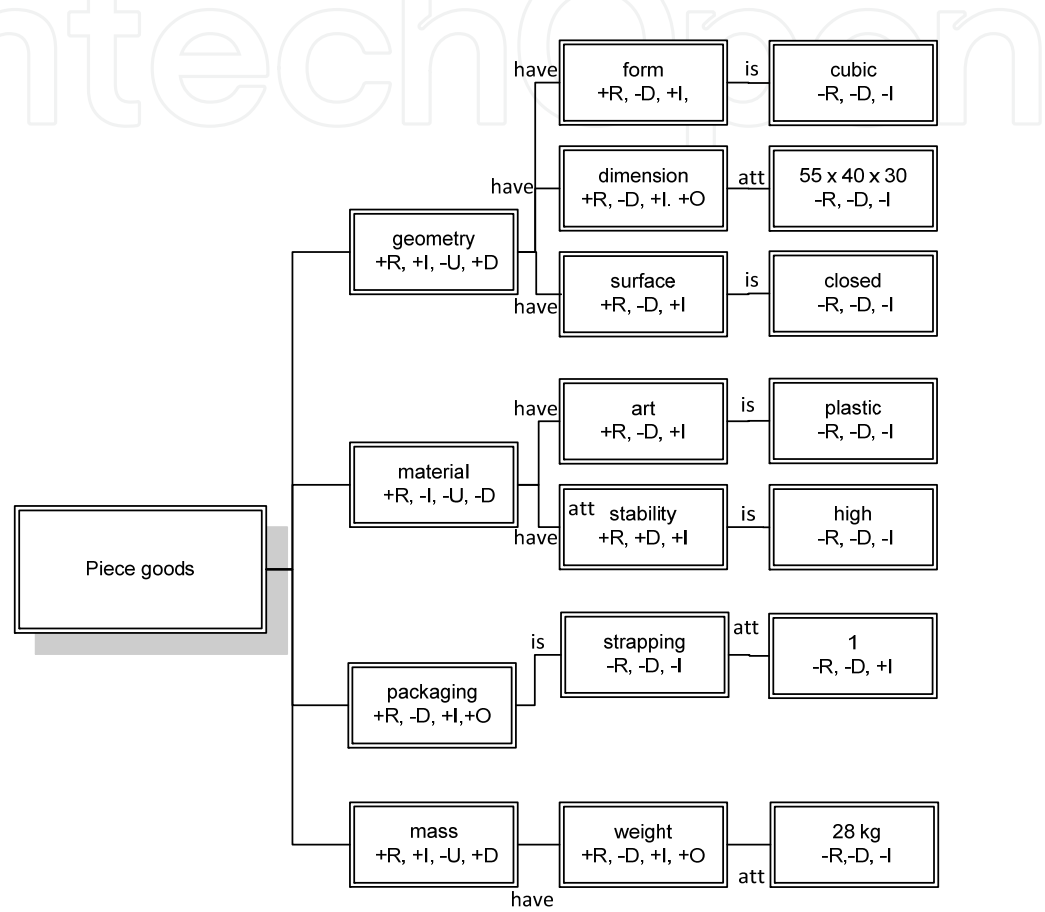 ntechOpen
have
form
+R, -D, +I,
is
cubic
-R, -D, -I
have
dimension
+R, -D, +I. +O
att
55 x 40 x 30
-R, -D, -I
geometry
+R, +I, -U, +D
have
surface
+R, -D, +I
is
closed
-R, -D, -I
have
art
+R, -D, +I
is
plastic
-R, -D, -I
material
+R, -I, -U, -D
att
have
stability
+R, +D, +I
is
high
-R, -D, -I
Piece goods
is
strapping
-R, -D, -I
att
1
-R, -D, +I
packaging
+R, -D, +I,+O
mass
+R, +I, -U, +D
have
weight
+R, -D, +I, +O
att
28 kg
-R,-D, -I